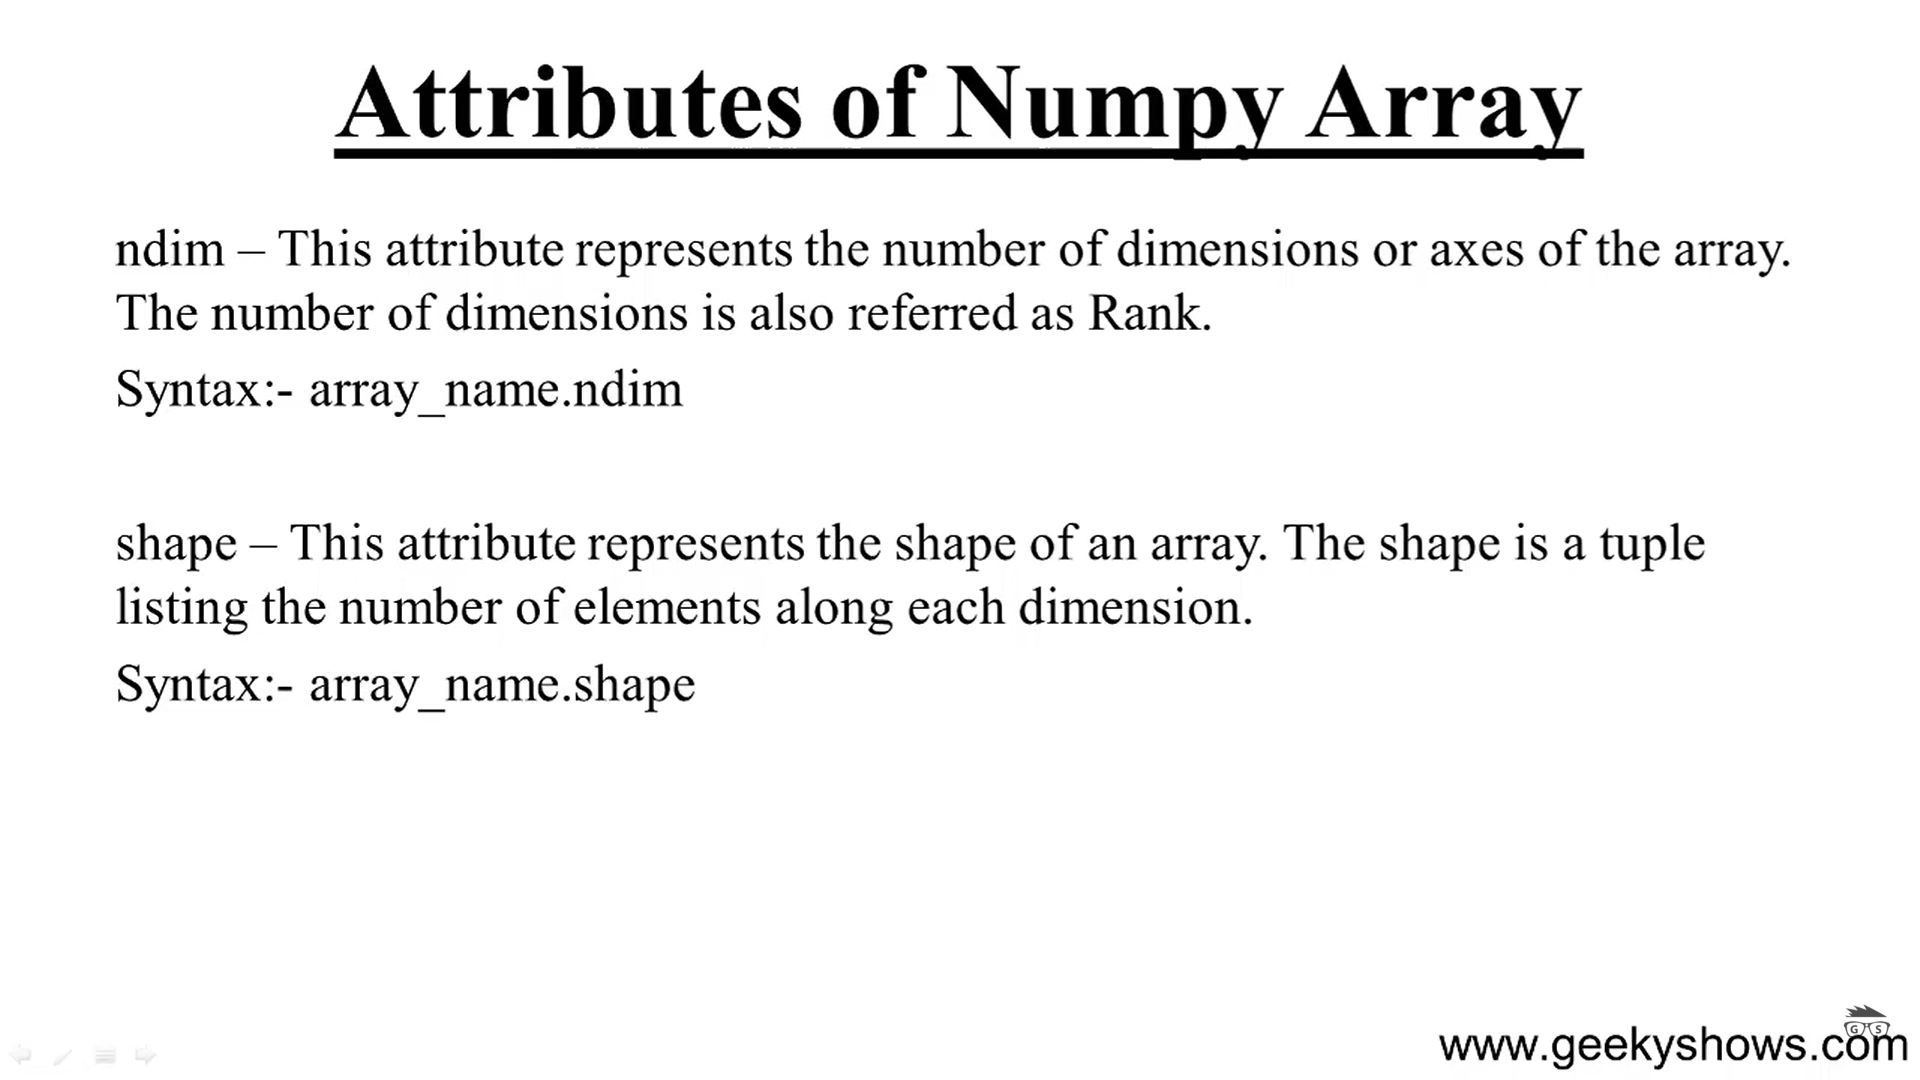 Attributes of Numpy Array
ndim – This attribute represents the number of dimensions or axes of the array.
The number of dimensions is also referred as Rank.
Syntax:- array_name.ndim
shape – This attribute represents the shape of an array. The shape is a tuple
listing the number of elements along each dimension.
Syntax:- array_name.shape
G S
www.geekyshows.com